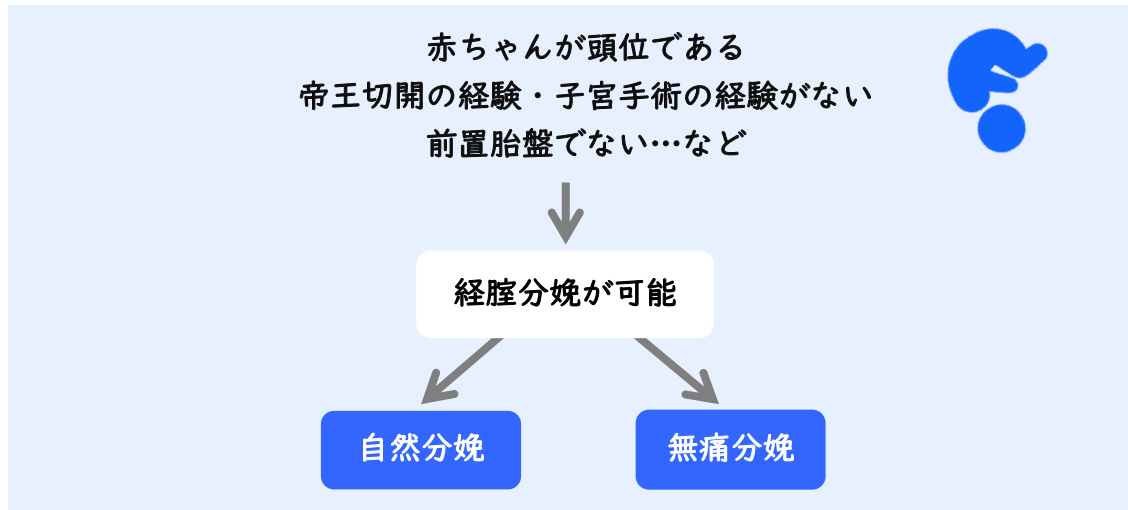 赤ちゃんが頭位である
帝王切開の経験・子宮手術の経験がない
前置胎盤でない…など
経腟分娩が可能
自然分娩
無痛分娩